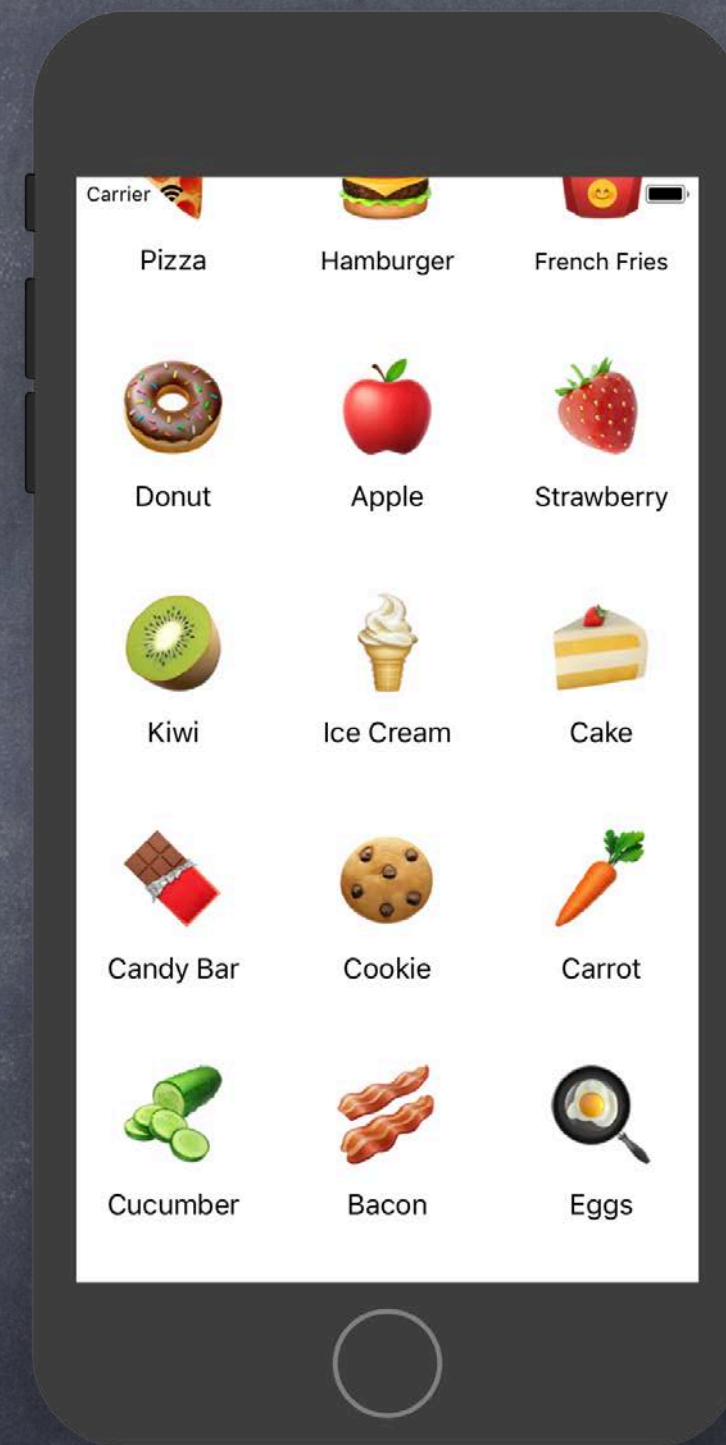 Carrier
Pizza Hamburger French Fries
Donut Apple Strawberry
Kiwi Ice Cream Cake
Candy Bar Cookie Carrot
Cucumber Bacon Eggs